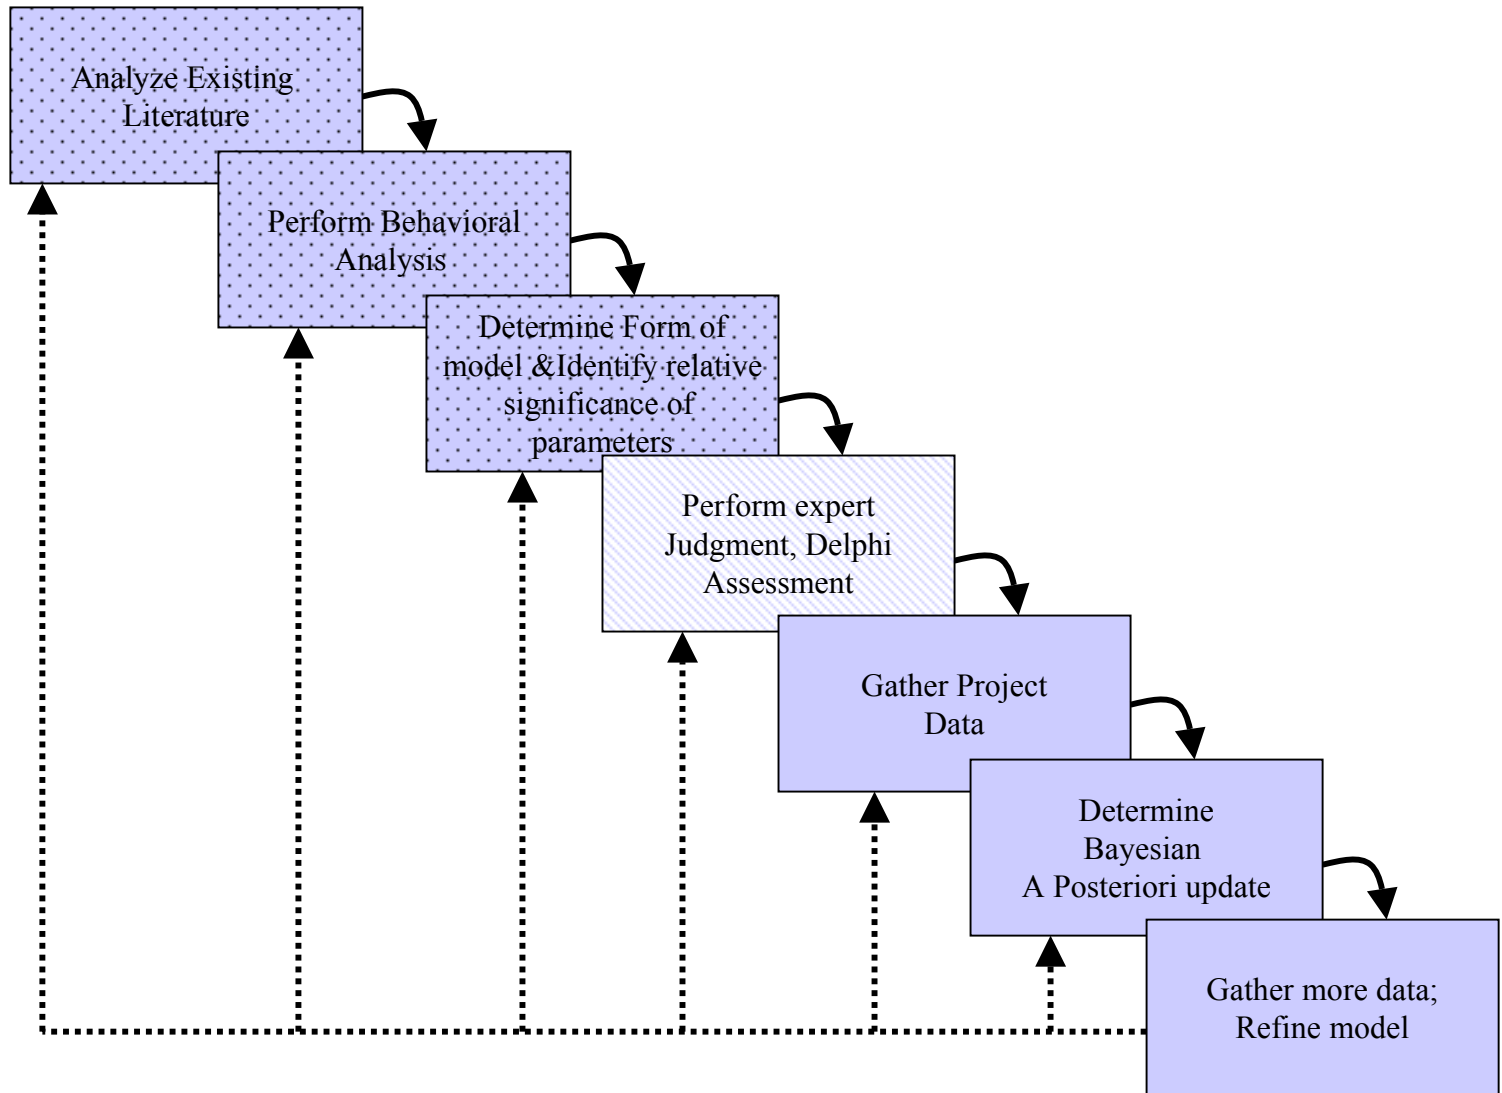 Analyze Existing
Literature
Perform Behavioral
Analysis
Determine Form of
model &Identify relative
significance of
parameters
Perform expert
Judgment, Delphi
Assessment
Gather Project
Data
Determine
Bayesian
A Posteriori update
Gather more data;
Refine model